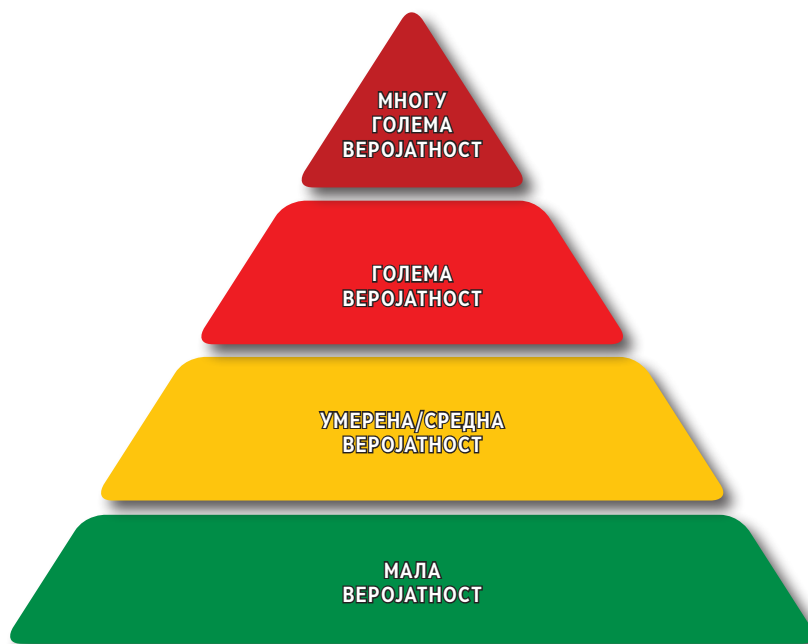 МНОГУ
ГОЛЕМА
ВЕРОЈАТНОСТ
ГОЛЕМА
ВЕРОЈАТНОСТ
УМЕРЕНА/СРЕДНА
ВЕРОЈАТНОСТ
МАЛА
ВЕРОЈАТНОСТ